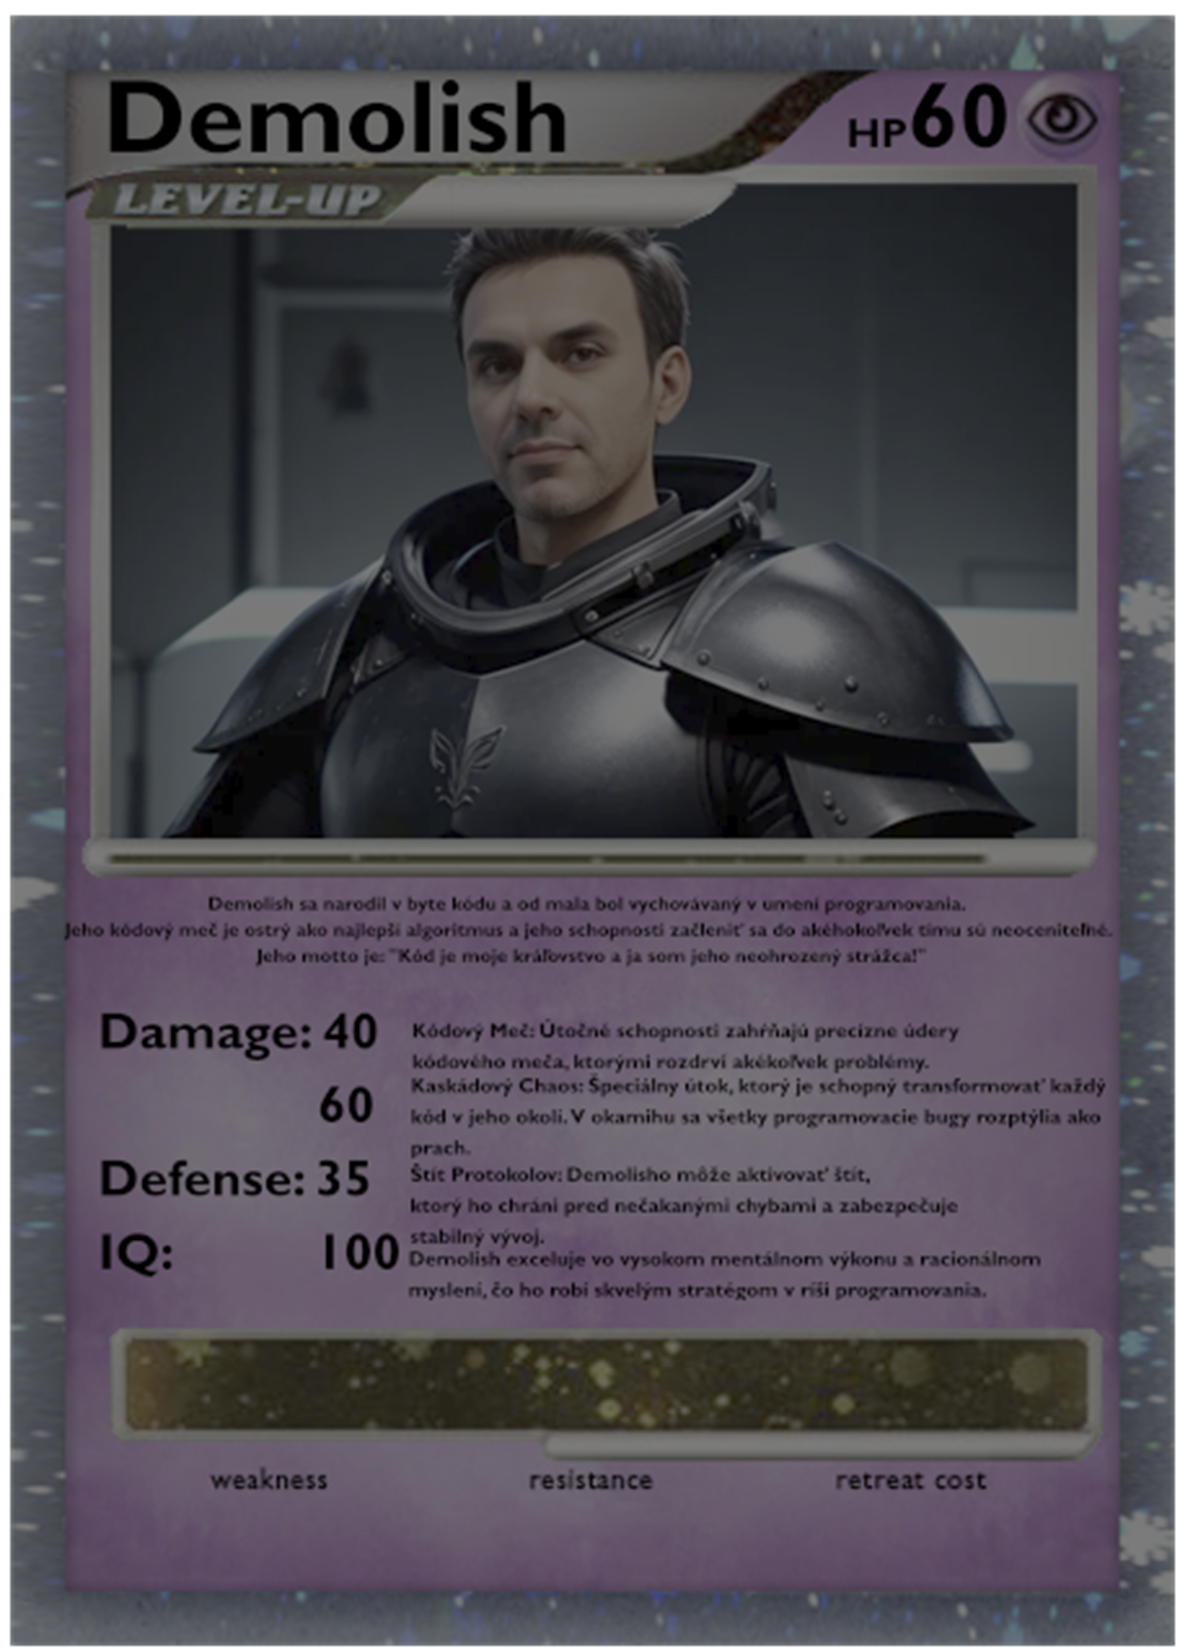 Demolish
HP 60
LEVEL-UP
Demolish sa narodil v byte kódu a od mala bol vychovávaný v umení programovania.
Jeho kódový meč je ostrý ako najlepší algoritmus a jeho schopnosti začleniť sa do akéhokoľvek tímu sú neoceniteľné.
Jeho motto je: "Kód je moje kráľovstvo a ja som jeho neohrozený strážca!"
Damage: 40
Kódový Meč: Útočné schopnosti zahŕňajú precízne údery
kódového meča, ktorými rozdrví akékoľvek problémy.
60
Kaskádový Chaos: Špeciálny útok, ktorý je schopný transformovať každý
kód v jeho okolí. V okamihu sa všetky programovacie bugy rozptýlia ako
prach.
Defense: 35
Štít Protokolov: Demolisho môže aktivovať štít,
ktorý ho chráni pred nečakanými chybami a zabezpečuje
stabilný vývoj.
IQ: 100
Demolish exceluje vo vysokom mentálnom výkonu a racionálnom
myslení, čo ho robí skvelým stratégom v ríši programovania.
weakness
resistance
retreat cost